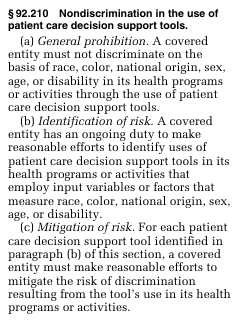 § 92.210 Nondiscrimination in the use of
patient care decision support tools.
(a) General prohibition. A covered
entity must not discriminate on the
basis of race, color, national origin, sex,
age, or disability in its health programs
or activities through the use of patient
care decision support tools.
(b) Identification of risk. A covered
entity has an ongoing duty to make
reasonable efforts to identify uses of
patient care decision support tools in its
health programs or activities that
employ input variables or factors that
measure race, color, national origin, sex,
age, or disability.
(c) Mitigation of risk. For each patient
care decision support tool identified in
paragraph (b) of this section, a covered
entity must make reasonable efforts to
mitigate the risk of discrimination
resulting from the tool's use in its health
programs or activities.